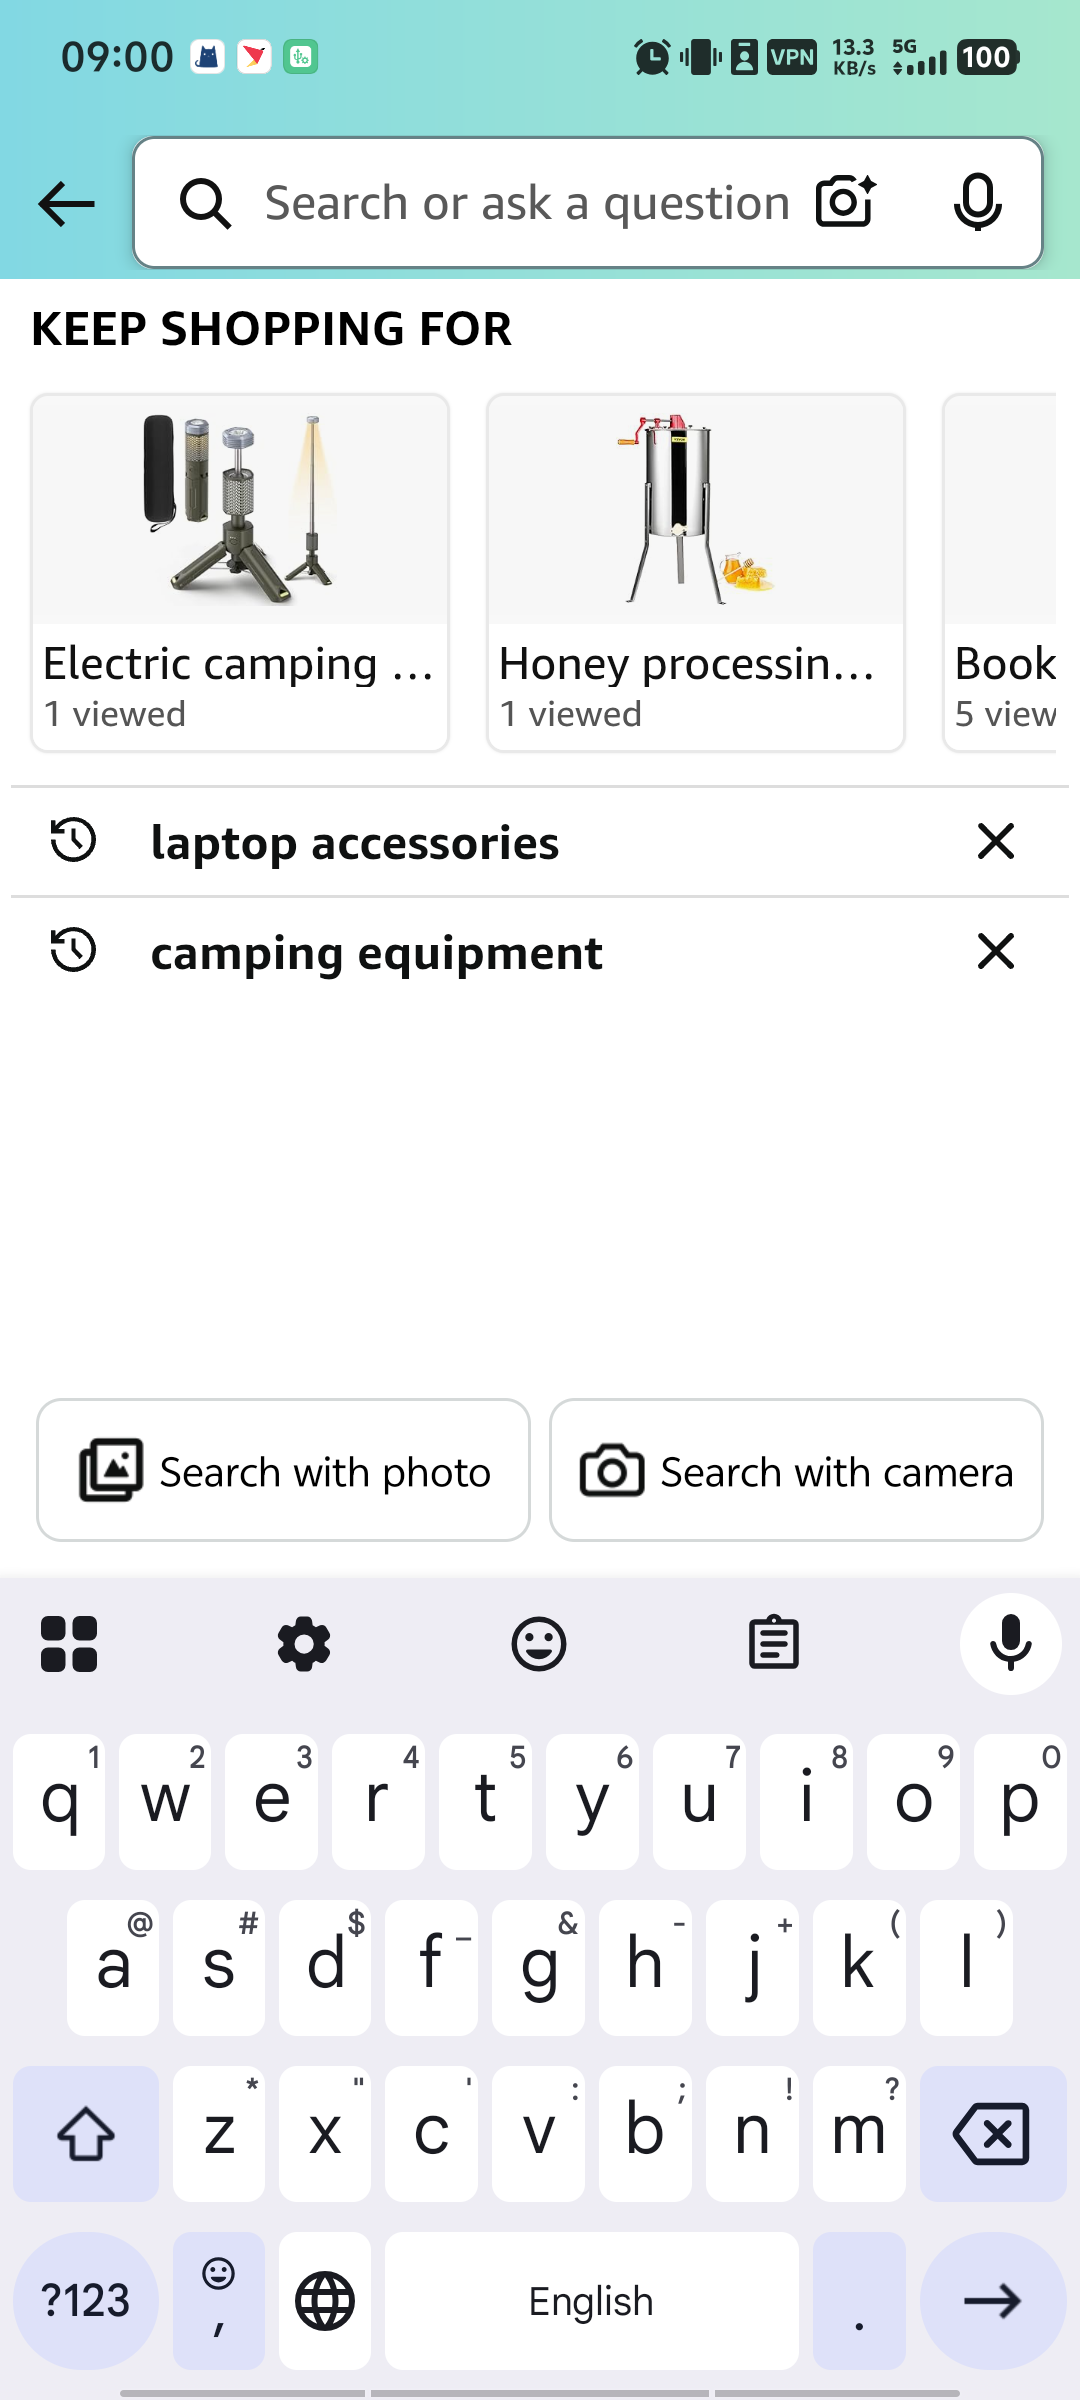 09:00
VPN
13.3 KB/s
5G
100
Search or ask a question
KEEP SHOPPING FOR
Electric camping ...
1 viewed
Honey processin...
1 viewed
Book
5 view
laptop accessories
camping equipment
Search with photo
Search with camera
q 1 w 2 e 3 r 4 t 5 y 6 u 7 i 8 o 9 p 0
a @ s # d $ f _ g & h - j + k ( l )
z * x " c ' v : b ; n ! m ?
?123 , English .